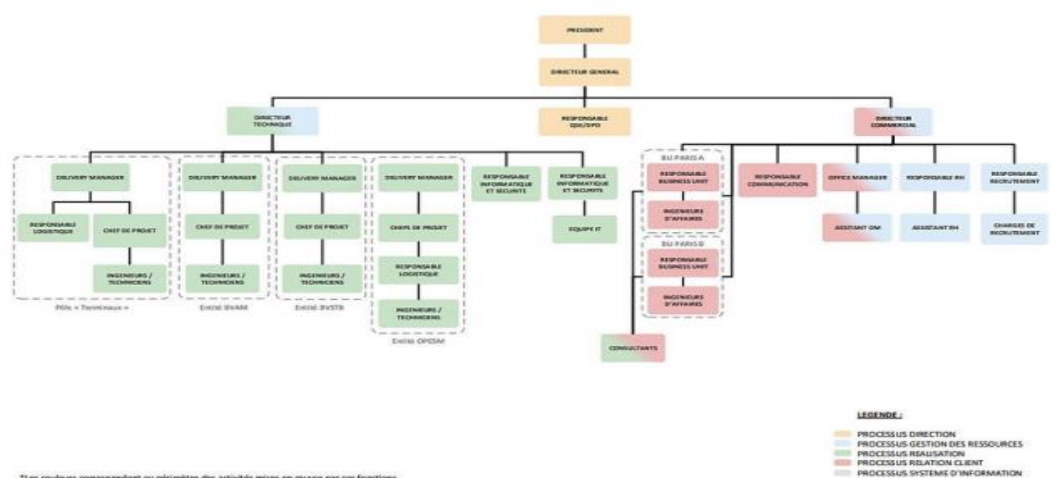 PRESIDENT
DIRECTEUR GENERAL
DIRECTEUR
TECHNIQUE
RESPONSABLE
QSE/DPO
DIRECTEUR
COMMERCIAL
DELIVERY MANAGER
RESPONSABLE
LOGISTIQUE
CHEF DE PROJET
INGENIEURS /
TECHNICIENS
Pôle « Terminaux »
DELIVERY MANAGER
CHEF DE PROJET
INGENIEURS /
TECHNICIENS
Entité
DELIVERY MANAGER
CHEF DE PROJET
INGENIEURS /
TECHNICIENS
Entité
DELIVERY MANAGER
CHEFS DE PROJET
RESPONSABLE
LOGISTIQUE
INGENIEURS /
TECHNICIENS
Entité
RESPONSABLE
INFORMATIQUE
ET SECURITE
RESPONSABLE
INFORMATIQUE
ET SECURITE
EQUIPE IT
BU PARIS A
RESPONSABLE
BUSINESS UNIT
INGENIEURS
D'AFFAIRES
BU PARIS B
RESPONSABLE
BUSINESS UNIT
INGENIEURS
D'AFFAIRES
CONSULTANTS
RESPONSABLE
COMMUNICATION
OFFICE MANAGER
ASSITANT OM
RESPONSABLE RH
ASSITANT RH
RESPONSABLE
RECRUTEMENT
CHARGES DE
RECRUTEMENT
LEGENDE :
PROCESSUS DIRECTION
PROCESSUS GESTION DES RESSOURCES
PROCESSUS REALISATION
PROCESSUS RELATION CLIENT
PROCESSUS SYSTEME D'INFORMATION